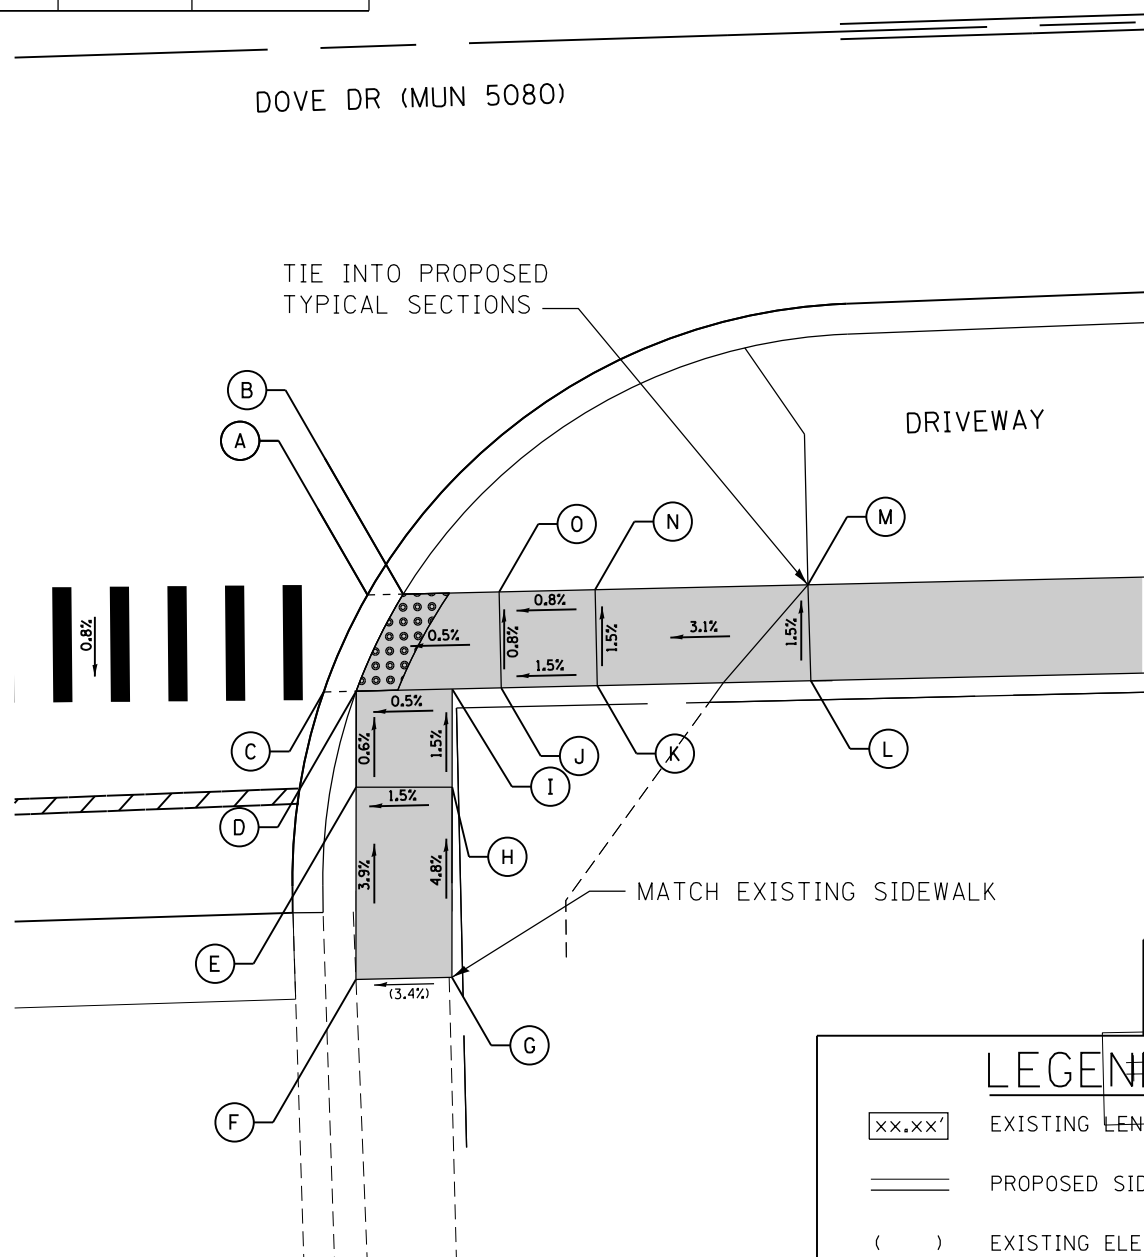 DOVE DR (MUN 5080)
TIE INTO PROPOSED
TYPICAL SECTIONS
B
A
DRIVEWAY
O
N
M
0.8%
0.8%
0.5%
0.8%
1.5%
3.1%
1.5%
1.5%
C
0.5%
0.6%
1.5%
J
K
L
I
1.5%
D
H
3.9%
4.8%
MATCH EXISTING SIDEWALK
E
(3.4%)
G
F
LEGEN
xx.xx'
EXISTING LEN
PROPOSED SID
( )
EXISTING ELE